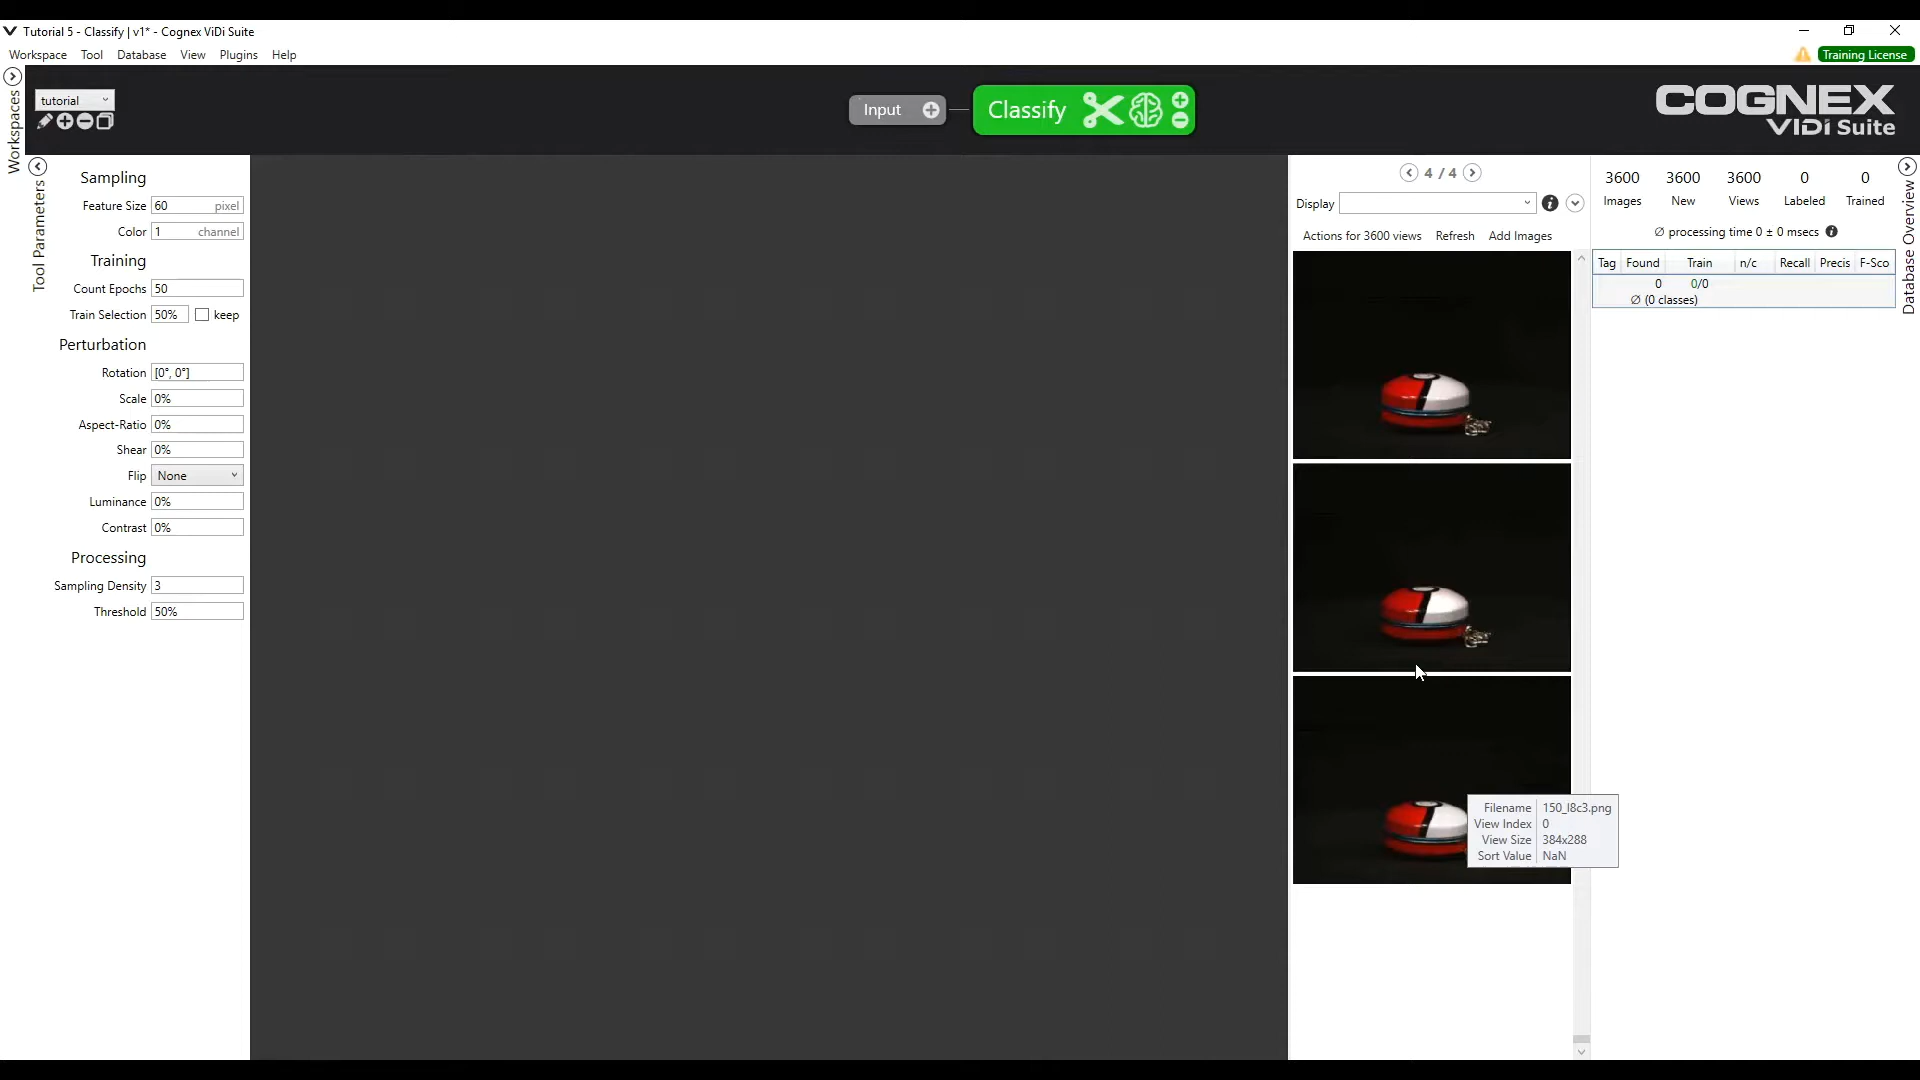 Tutorial 5 - Classify | v1* - Cognex ViDi Suite
Workspace Tool Database View Plugins Help
Training License
Workspaces
tutorial
Input
Classify
COGNEX
ViDi Suite
Tool Parameters
Sampling
Feature Size 60 pixel
Color 1 channel
Training
Count Epochs 50
Train Selection 50% keep
Perturbation
Rotation [0°, 0°]
Scale 0%
Aspect-Ratio 0%
Shear 0%
Flip None
Luminance 0%
Contrast 0%
Processing
Sampling Density 3
Threshold 50%
4 / 4
Display
Actions for 3600 views Refresh Add Images
Filename 150_l8c3.png
View Index 0
View Size 384x288
Sort Value NaN
3600 3600 3600 0 0
Images New Views Labeled Trained
∅ processing time 0 ± 0 msecs
Tag Found Train n/c Recall Precis F-Sco
0 0/0
∅ (0 classes)
Database Overview